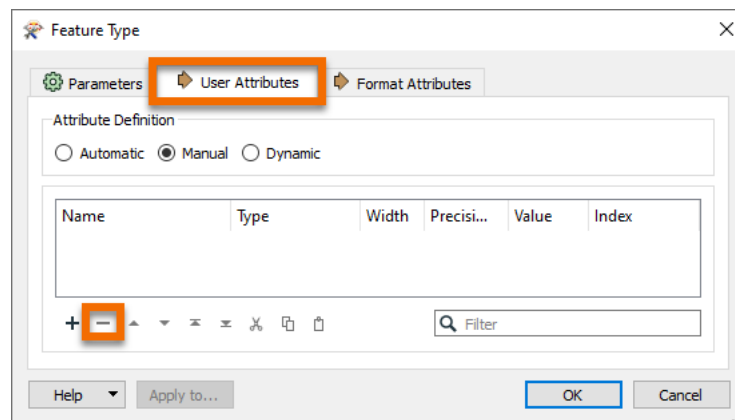 Feature Type
Parameters User Attributes Format Attributes
Attribute Definition
Automatic Manual Dynamic
Name Type Width Precisi... Value Index
Filter
Help Apply to... OK Cancel